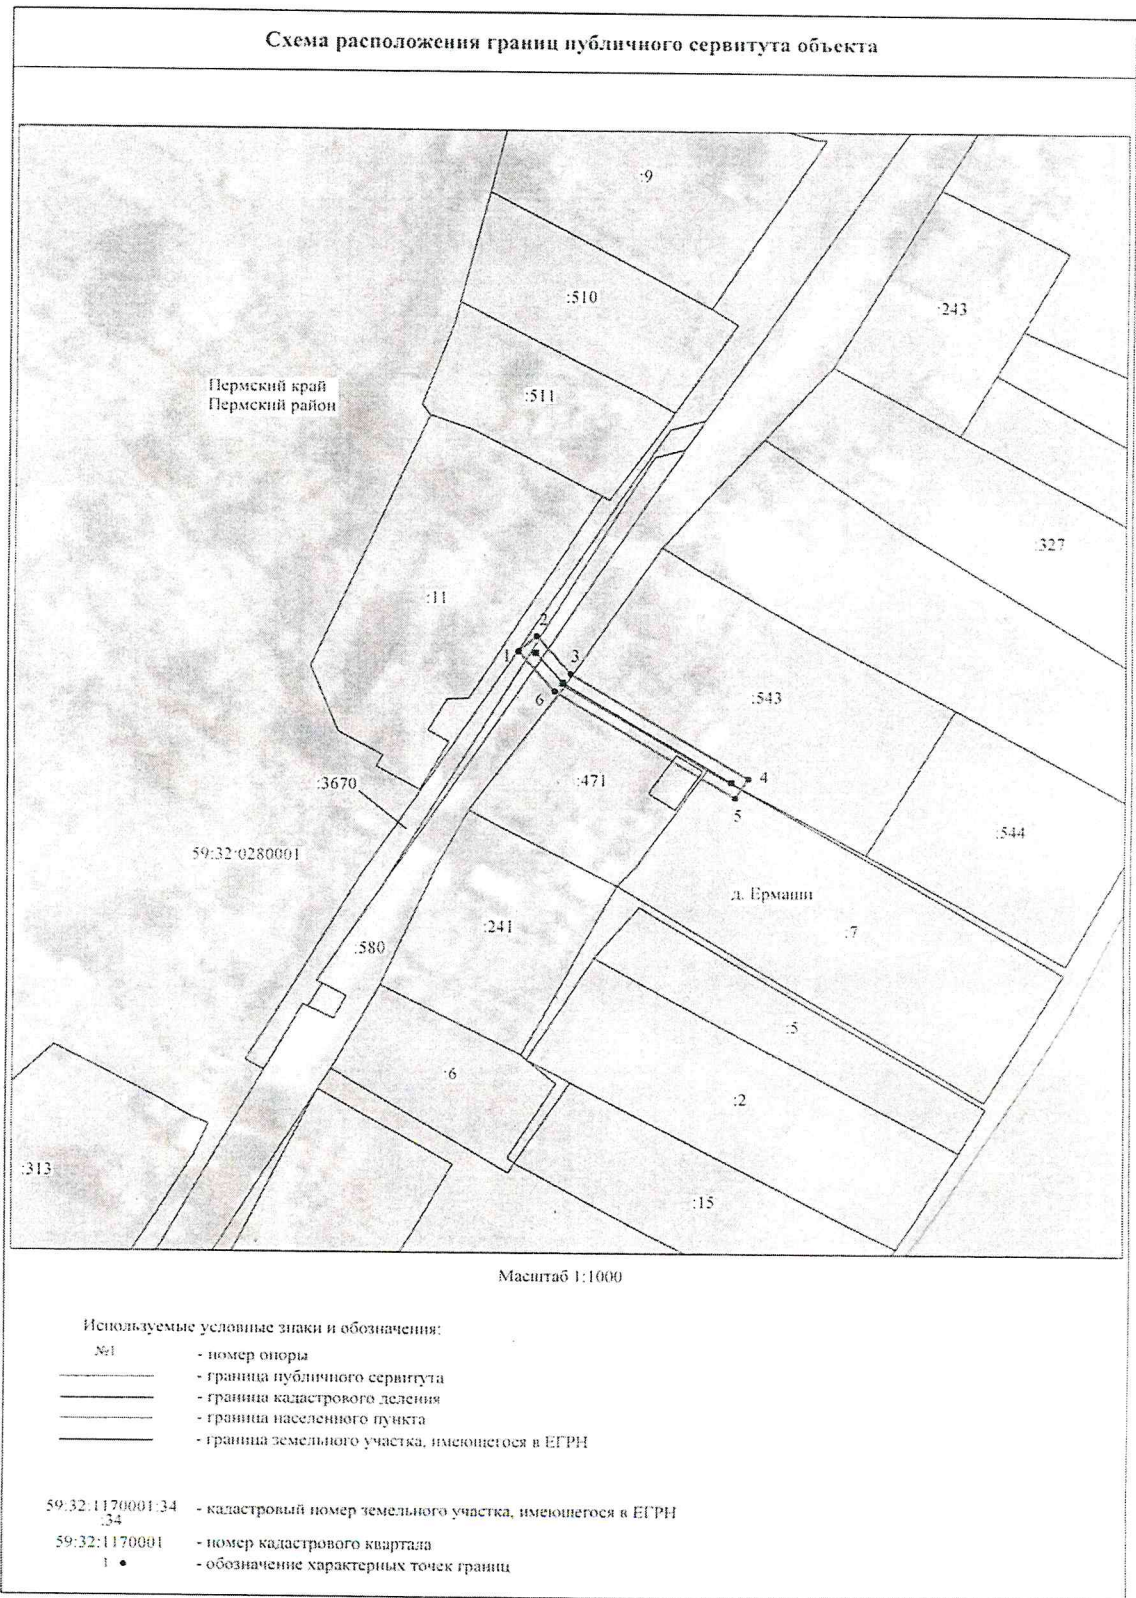 Схема расположения границ публичного сервитута объекта
:9
:510
:243
:511
Пермский край
Пермский район
:327
:11
2
1
3
6
:543
4
:3670
:471
5
:544
59:32:0280001
д. Ермаши
:241
:7
:580
:5
:6
:2
:313
:15
Масштаб 1:1000
Используемые условные знаки и обозначения:
№1 - номер опоры
- граница публичного сервитута
- граница кадастрового деления
- граница населенного пункта
- граница земельного участка, имеющегося в ЕГРН
59:32:1170001:34 - кадастровый номер земельного участка, имеющегося в ЕГРН
:34
59:32:1170001 - номер кадастрового квартала
1 • - обозначение характерных точек границ